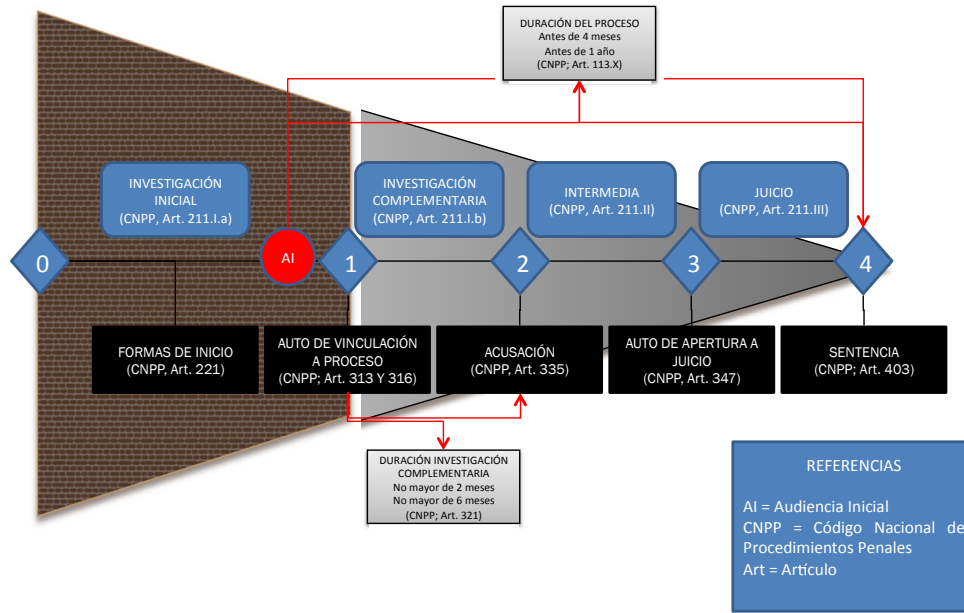 DURACIÓN DEL PROCESO
Antes de 4 meses
Antes de 1 año
(CNPP; Art. 113.X)
INVESTIGACIÓN
INICIAL
(CNPP, Art. 211.I.a)
INVESTIGACIÓN
COMPLEMENTARIA
(CNPP, Art. 211.I.b)
INTERMEDIA
(CNPP, Art. 211.II)
JUICIO
(CNPP, Art. 211.III)
0
AI
1
2
3
4
FORMAS DE INICIO
(CNPP, Art. 221)
AUTO DE VINCULACIÓN
A PROCESO
(CNPP; Art. 313 Y 316)
ACUSACIÓN
(CNPP, Art. 335)
AUTO DE APERTURA A
JUICIO
(CNPP, Art. 347)
SENTENCIA
(CNPP; Art. 403)
DURACIÓN INVESTIGACIÓN
COMPLEMENTARIA
No mayor de 2 meses
No mayor de 6 meses
(CNPP; Art. 321)
REFERENCIAS
AI = Audiencia Inicial
CNPP = Código Nacional de
Procedimientos Penales
Art = Artículo